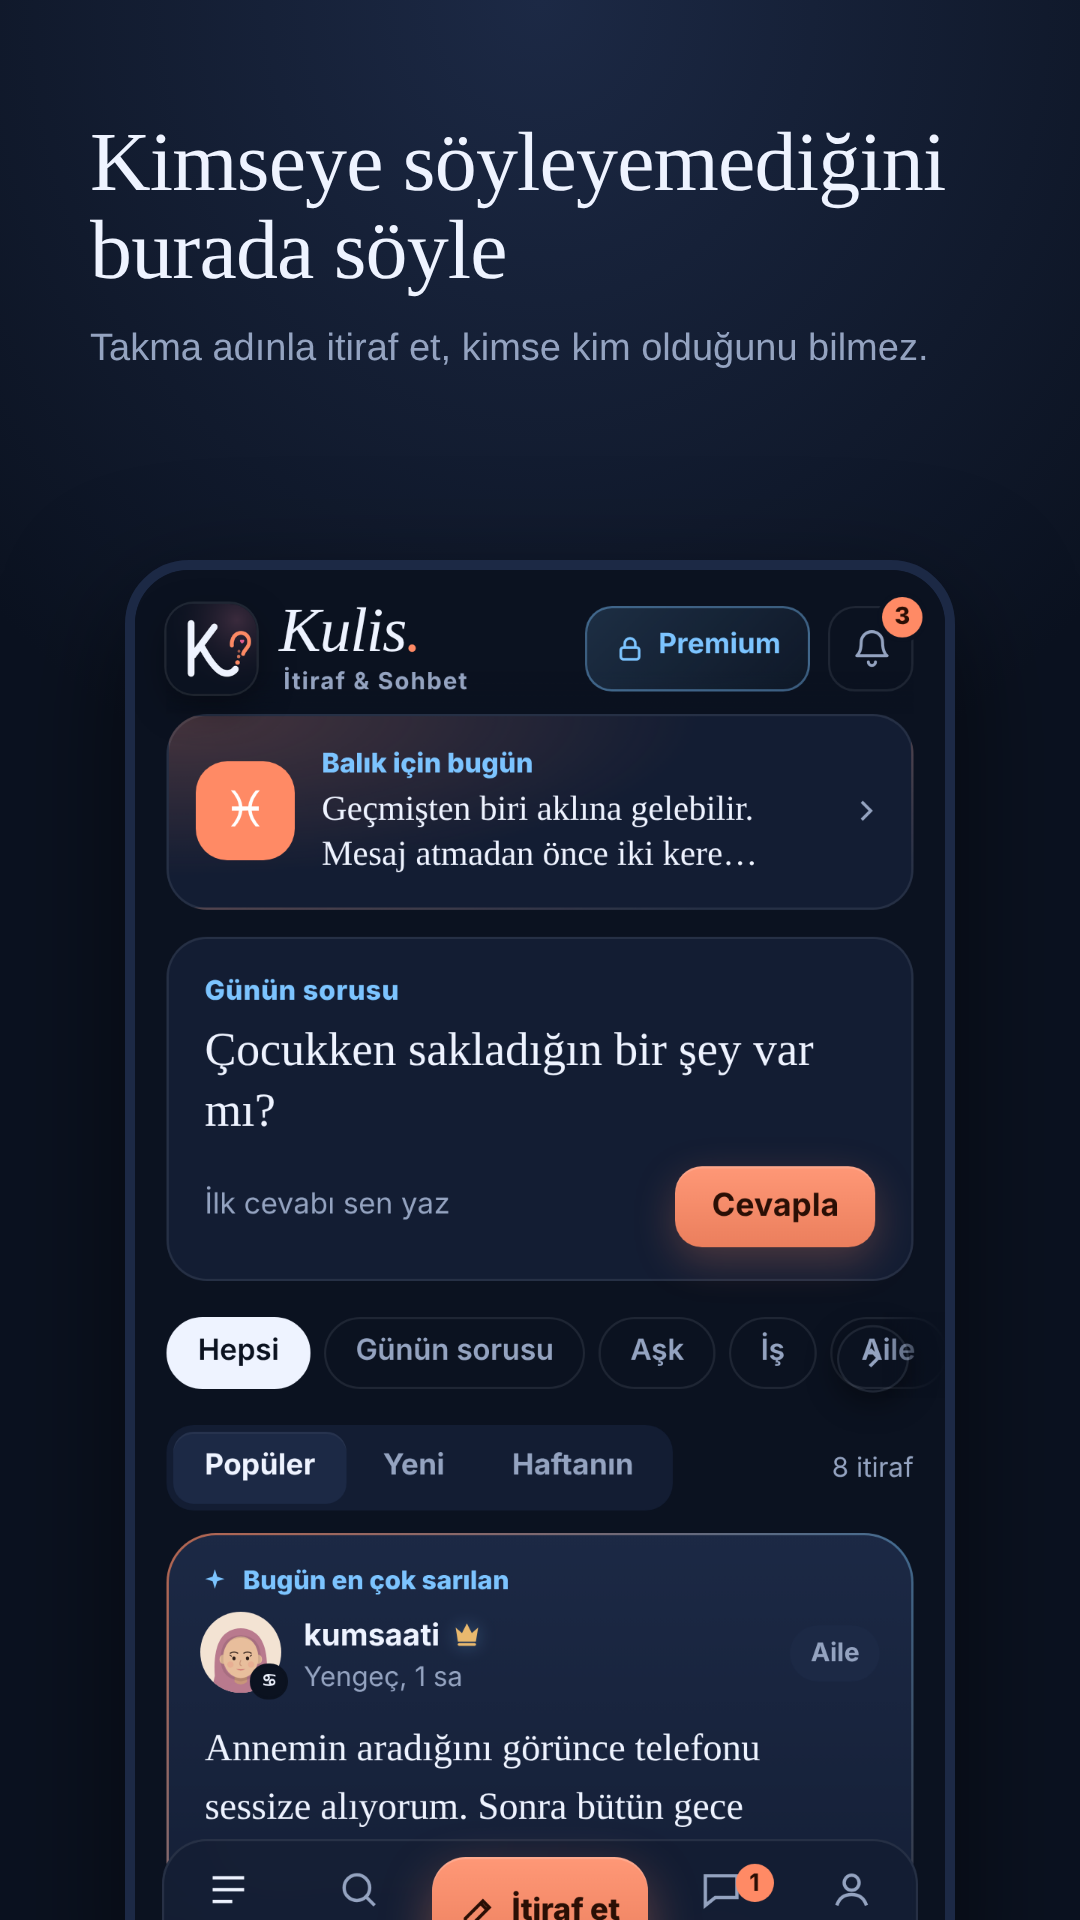 Kimseye söyleyemediğini
burada söyle
Takma adınla itiraf et, kimse kim olduğunu bilmez.
K?
Kulis.
İtiraf & Sohbet
Premium
3
Balık için bugün
Geçmişten biri aklına gelebilir.
Mesaj atmadan önce iki kere…
Günün sorusu
Çocukken sakladığın bir şey var
mı?
İlk cevabı sen yaz
Cevapla
Hepsi
Günün sorusu
Aşk
İş
Aile
Popüler
Yeni
Haftanın
8 itiraf
Bugün en çok sarılan
kumsaati
Yengeç, 1 sa
Aile
Annemin aradığını görünce telefonu
sessize alıyorum. Sonra bütün gece
İtiraf et
1